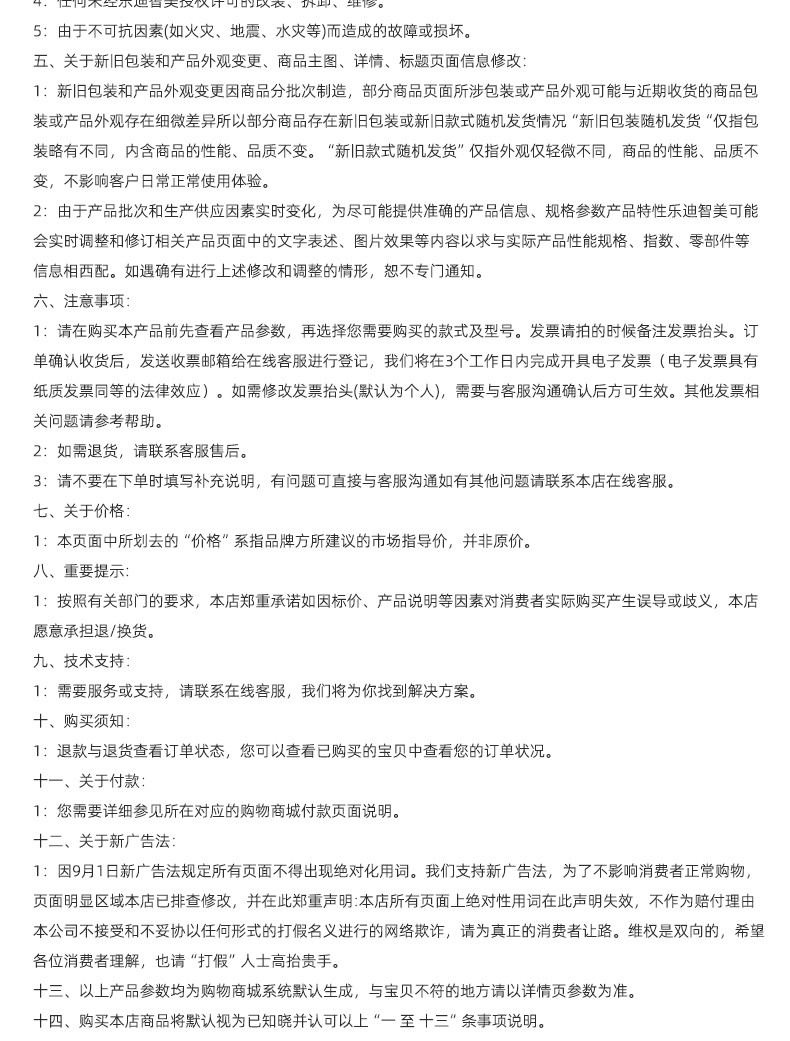 4：任何未经乐迪智美授权许可的改装、拆卸、维修。
5：由于不可抗因素(如火灾、地震、水灾等)而造成的故障或损坏。
五、关于新旧包装和产品外观变更、商品主图、详情、标题页面信息修改：
1：新旧包装和产品外观变更因商品分批次制造，部分商品页面所涉包装或产品外观可能与近期收货的商品包
装或产品外观存在细微差异所以部分商品存在新旧包装或新旧款式随机发货情况“新旧包装随机发货“仅指包
装略有不同，内含商品的性能、品质不变。“新旧款式随机发货”仅指外观仅轻微不同，商品的性能、品质不
变，不影响客户日常正常使用体验。
2：由于产品批次和生产供应因素实时变化，为尽可能提供准确的产品信息、规格参数产品特性乐迪智美可能
会实时调整和修订相关产品页面中的文字表述、图片效果等内容以求与实际产品性能规格、指数、零部件等
信息相西配。如遇确有进行上述修改和调整的情形，恕不专门通知。
六、注意事项：
1：请在购买本产品前先查看产品参数，再选择您需要购买的款式及型号。发票请拍的时候备注发票抬头。订
单确认收货后，发送收票邮箱给在线客服进行登记，我们将在3个工作日内完成开具电子发票（电子发票具有
纸质发票同等的法律效应）。如需修改发票抬头(默认为个人)，需要与客服沟通确认后方可生效。其他发票相
关问题请参考帮助。
2：如需退货，请联系客服售后。
3：请不要在下单时填写补充说明，有问题可直接与客服沟通如有其他问题请联系本店在线客服。
七、关于价格：
1：本页面中所划去的“价格”系指品牌方所建议的市场指导价，并非原价。
八、重要提示：
1：按照有关部门的要求，本店郑重承诺如因标价、产品说明等因素对消费者实际购买产生误导或歧义，本店
愿意承担退/换货。
九、技术支持：
1：需要服务或支持，请联系在线客服，我们将为你找到解决方案。
十、购买须知：
1：退款与退货查看订单状态，您可以查看已购买的宝贝中查看您的订单状况。
十一、关于付款：
1：您需要详细参见所在对应的购物商城付款页面说明。
十二、关于新广告法：
1：因9月1日新广告法规定所有页面不得出现绝对化用词。我们支持新广告法，为了不影响消费者正常购物，
页面明显区域本店已排查修改，并在此郑重声明:本店所有页面上绝对性用词在此声明失效，不作为赔付理由
本公司不接受和不妥协以任何形式的打假名义进行的网络欺诈，请为真正的消费者让路。维权是双向的，希望
各位消费者理解，也请“打假”人士高抬贵手。
十三、以上产品参数均为购物商城系统默认生成，与宝贝不符的地方请以详情页参数为准。
十四、购买本店商品将默认视为已知晓并认可以上“一 至 十三”条事项说明。